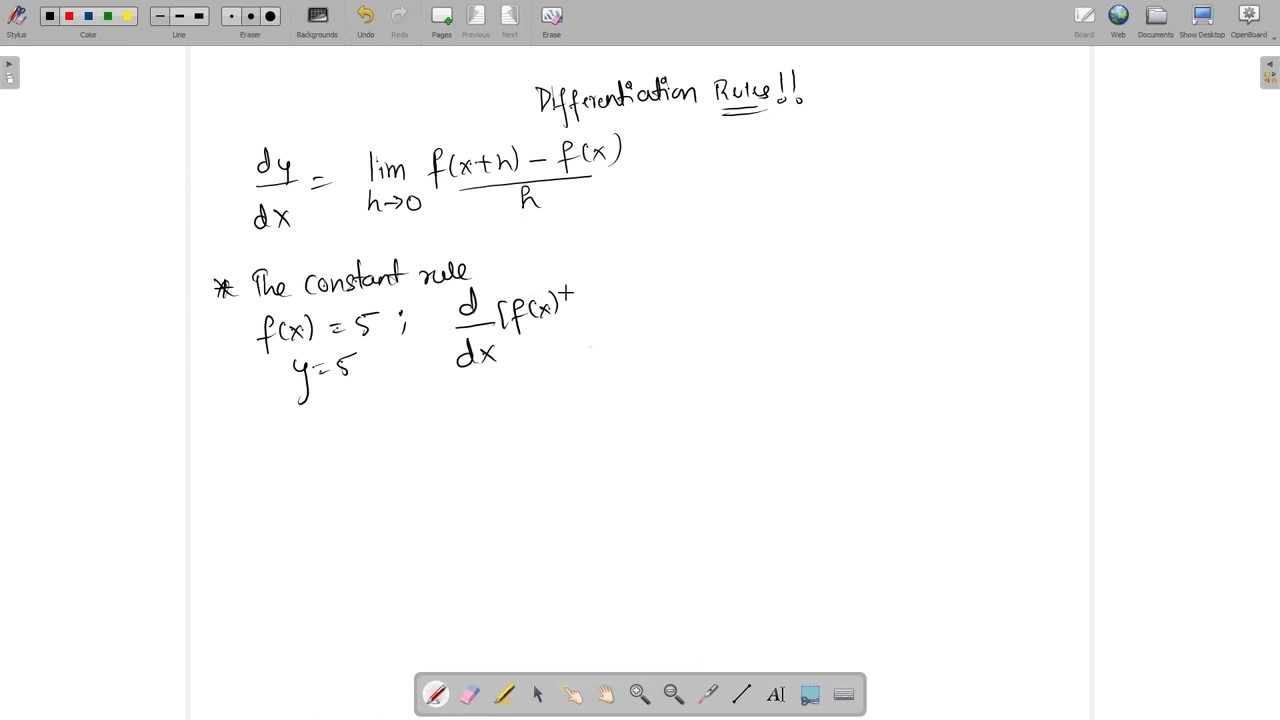 Stylus Color Line Eraser Backgrounds Undo Redo Pages Previous Next Erase Board Web Documents Show Desktop OpenBoard
Differentiation Rules!!
dy/dx = lim h→0 f(x+h) - f(x) / h
* The constant rule
f(x) = 5 ; d/dx [f(x)+
y=5
AI